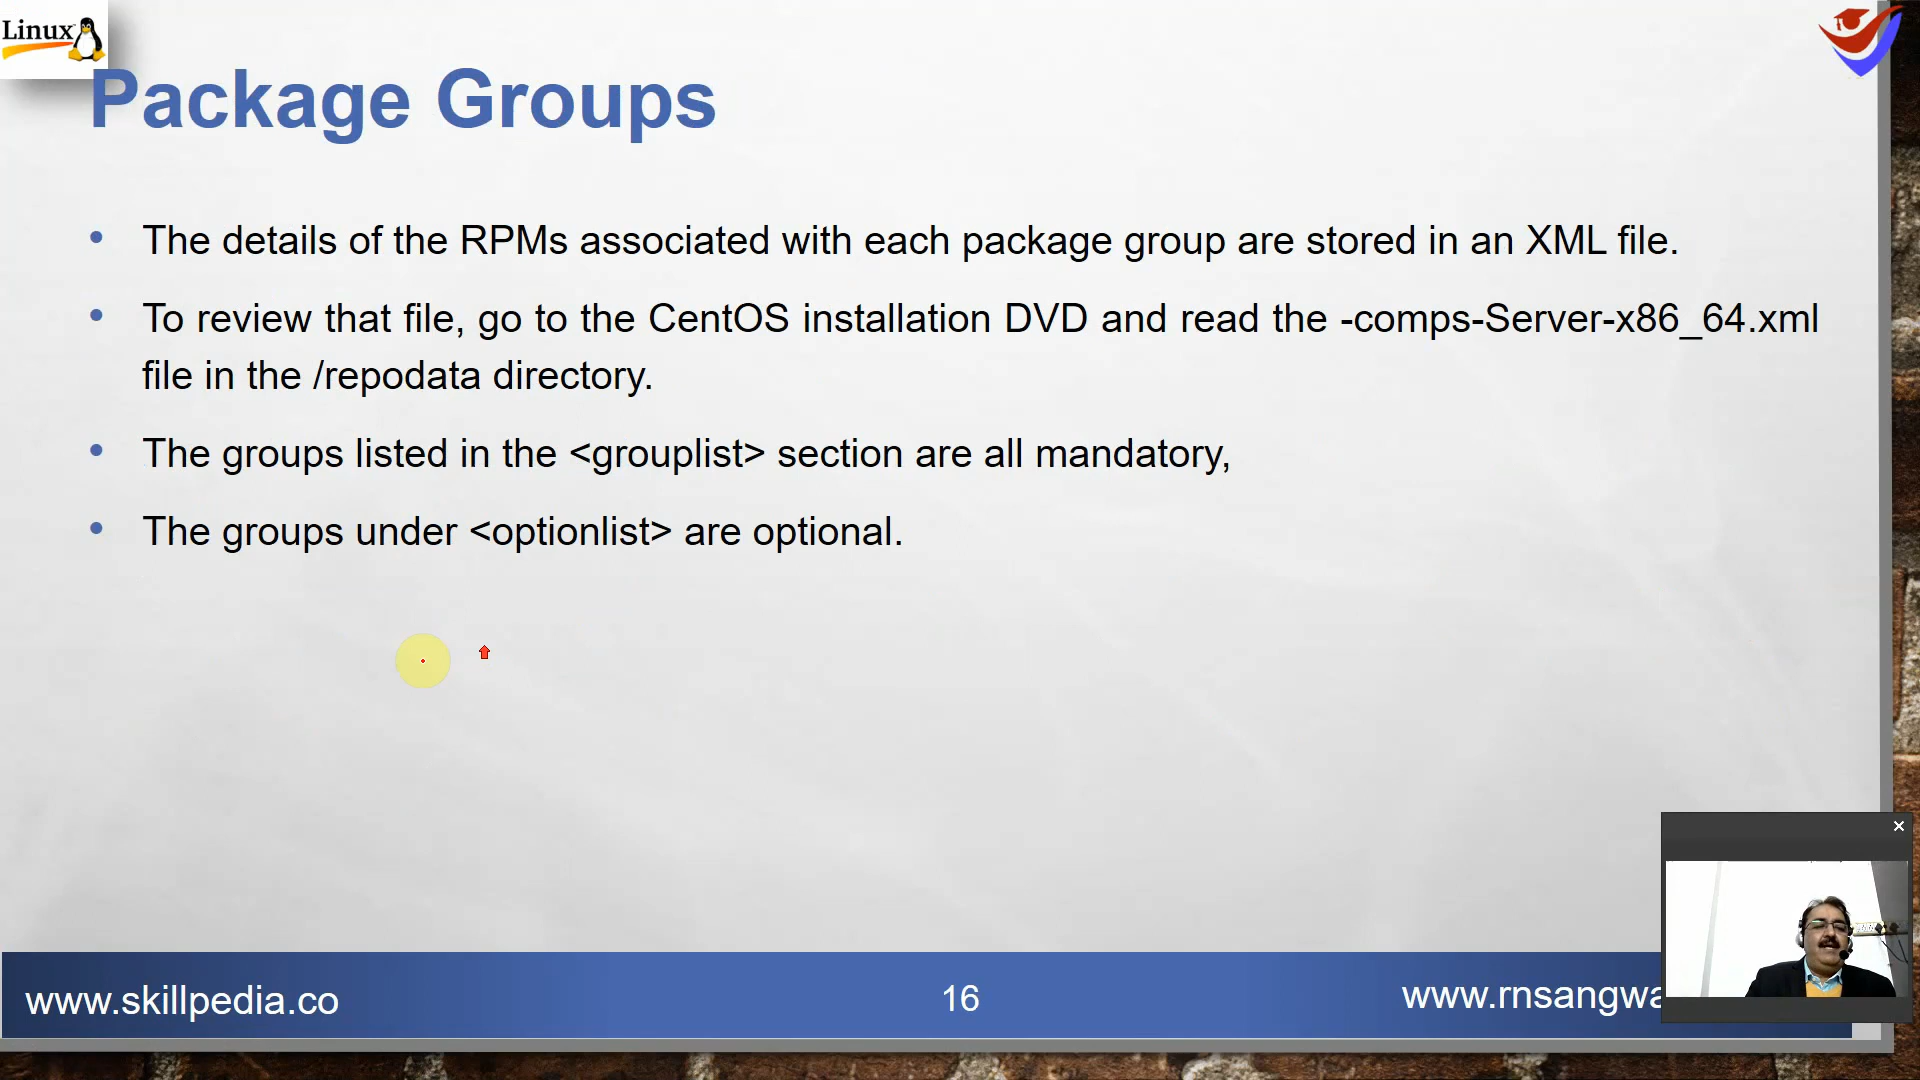 Linux
Package Groups
• The details of the RPMs associated with each package group are stored in an XML file.
• To review that file, go to the CentOS installation DVD and read the -comps-Server-x86_64.xml
file in the /repodata directory.
• The groups listed in the <grouplist> section are all mandatory,
• The groups under <optionlist> are optional.
www.skillpedia.co
16
www.rnsangwa